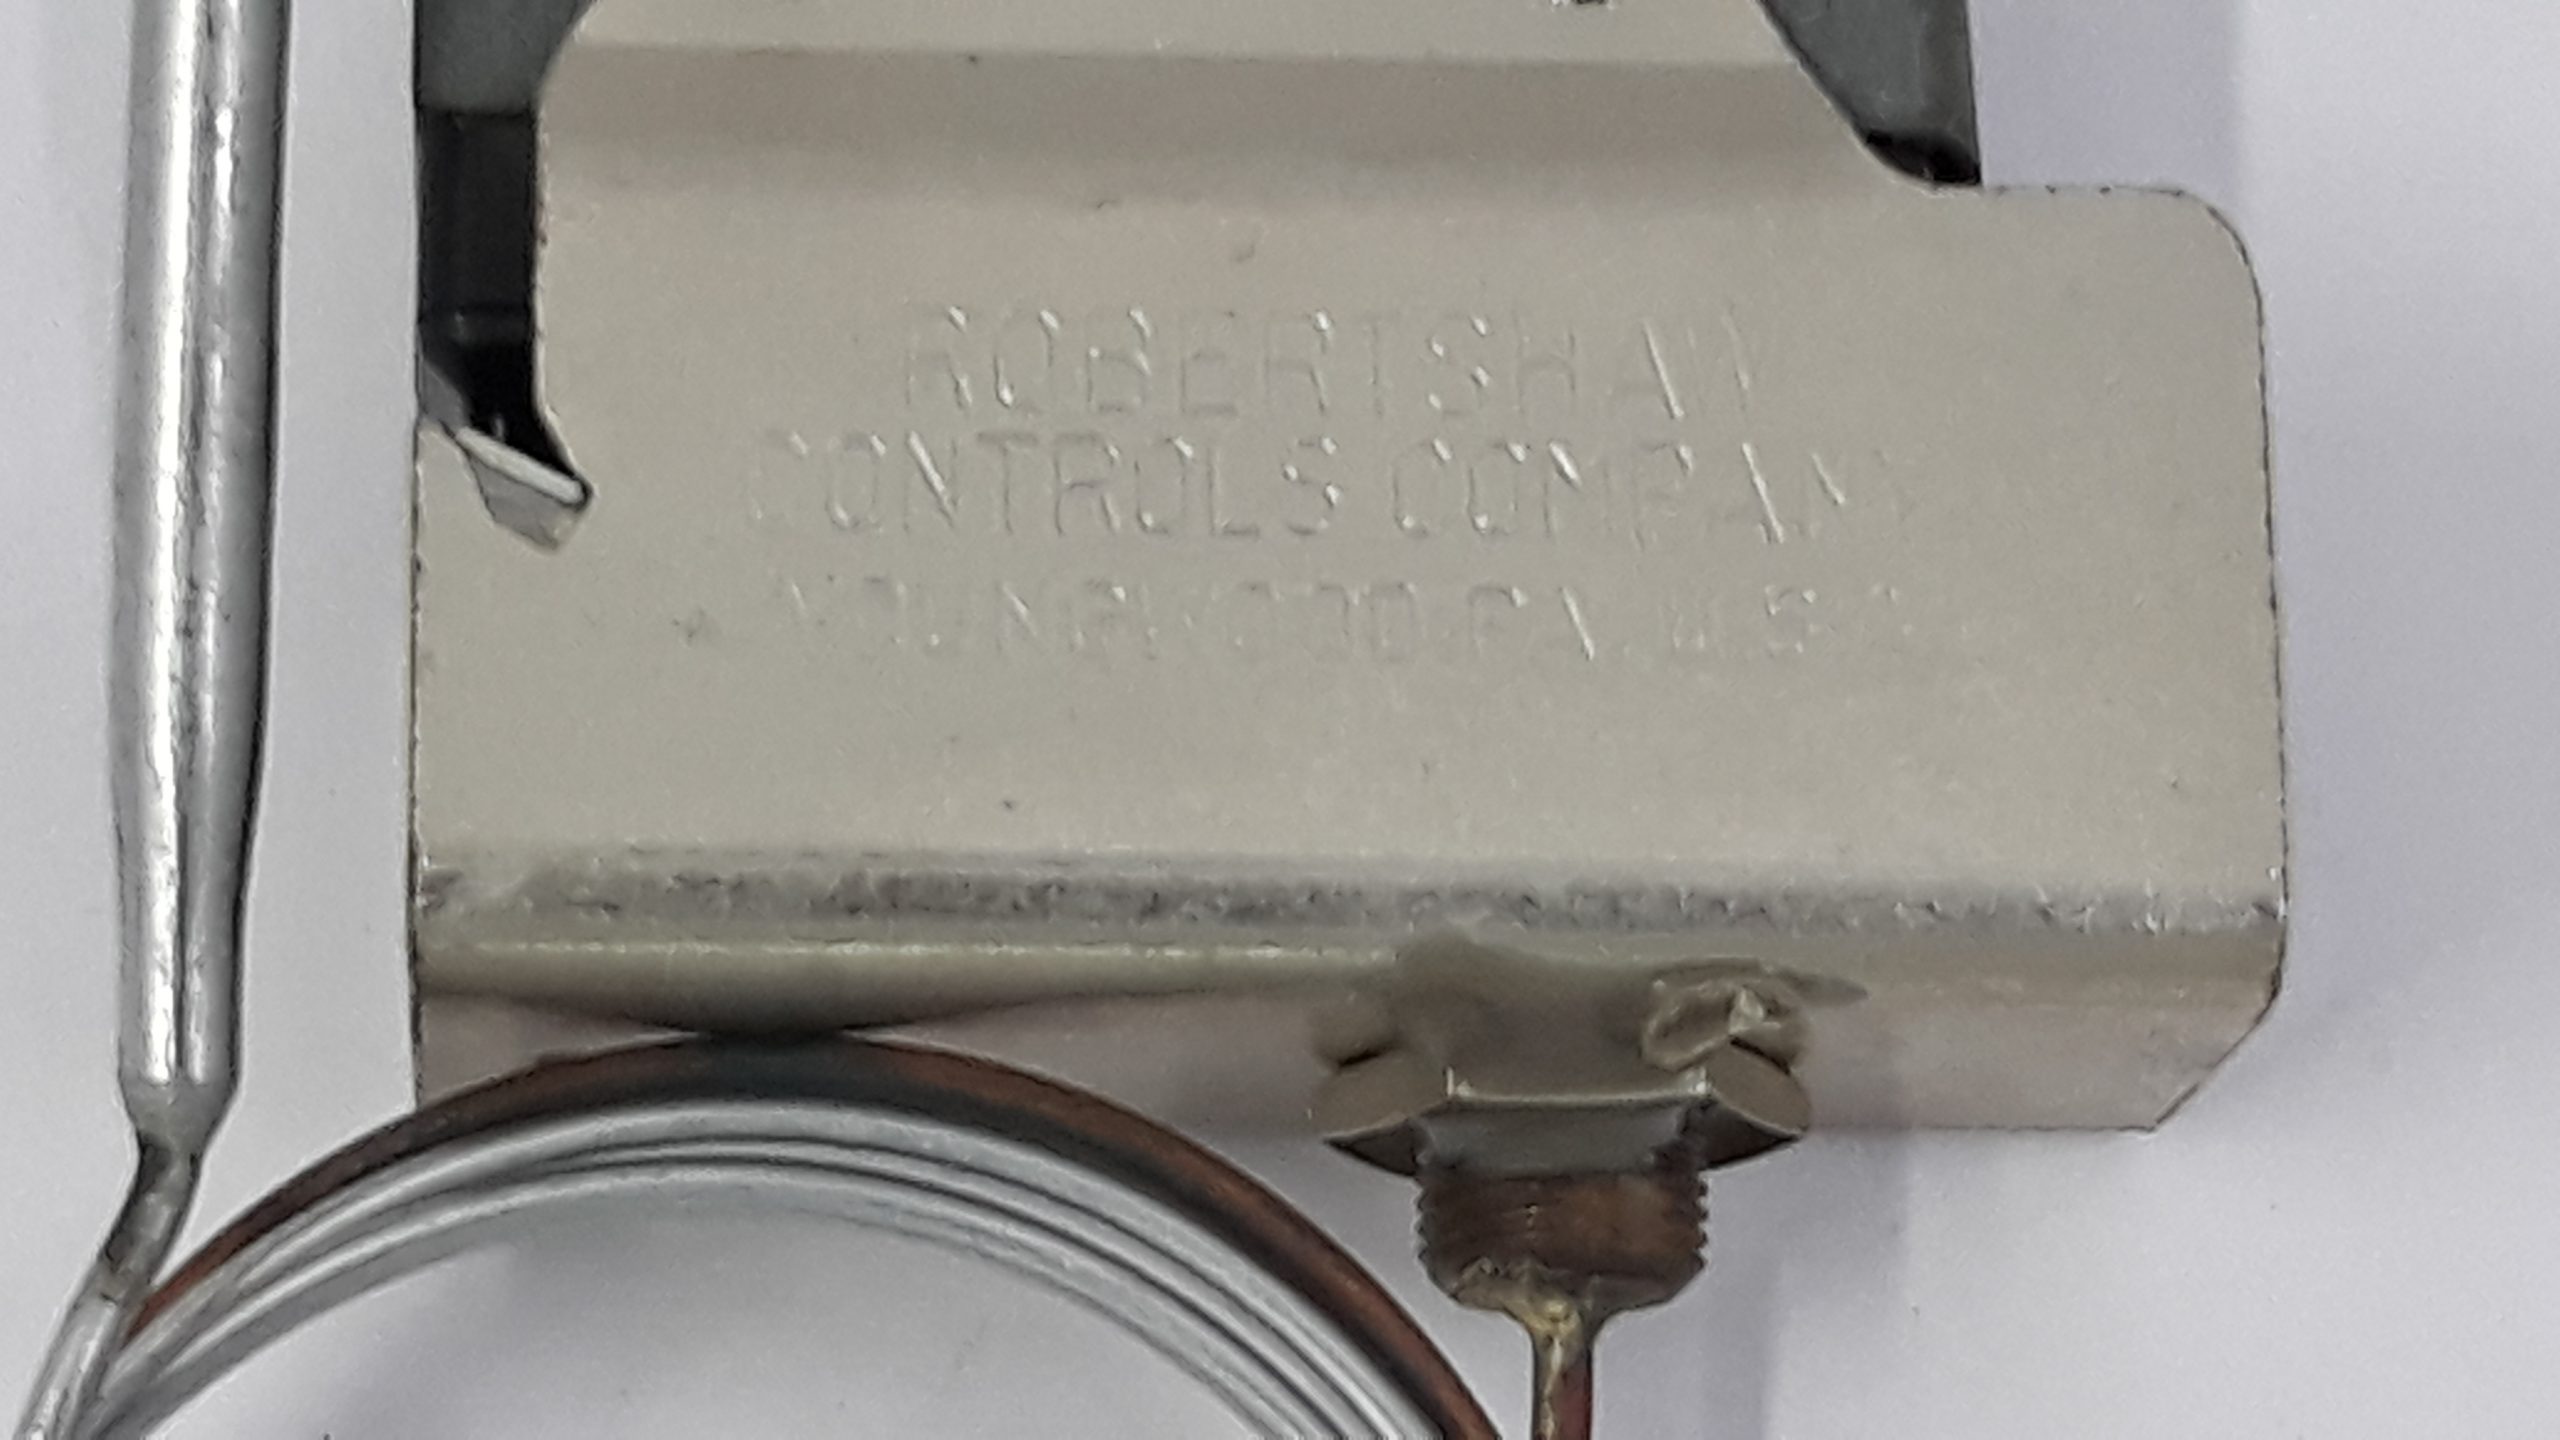 ROBERTSHAW
CONTROLS COMPANY
YOUNGWOOD, PA. U.S.A.